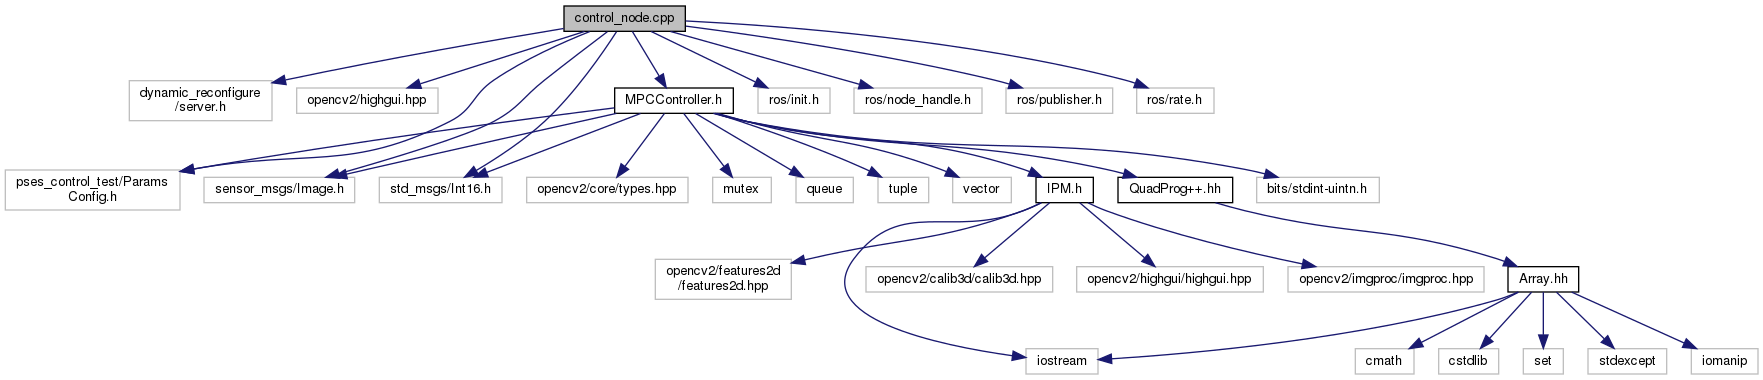 control_node.cpp
dynamic_reconfigure
/server.h
opencv2/highgui.hpp
MPCController.h
ros/init.h
ros/node_handle.h
ros/publisher.h
ros/rate.h
pses_control_test/Params
Config.h
sensor_msgs/Image.h
std_msgs/Int16.h
opencv2/core/types.hpp
mutex
queue
tuple
vector
IPM.h
QuadProg++.hh
bits/stdint-uintn.h
opencv2/features2d
/features2d.hpp
opencv2/calib3d/calib3d.hpp
opencv2/highgui/highgui.hpp
opencv2/imgproc/imgproc.hpp
Array.hh
iostream
cmath
cstdlib
set
stdexcept
iomanip